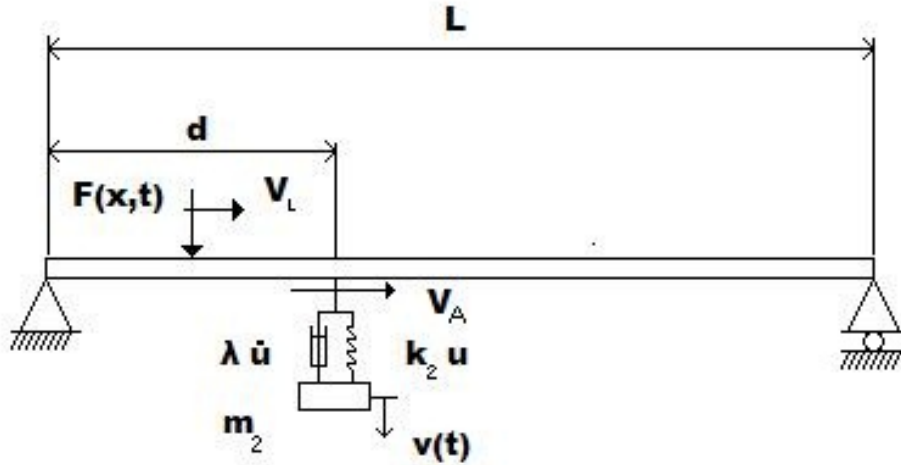 L
d
F(x,t)
V_L
V_A
λ u̇
k_2 u
m_2
v(t)